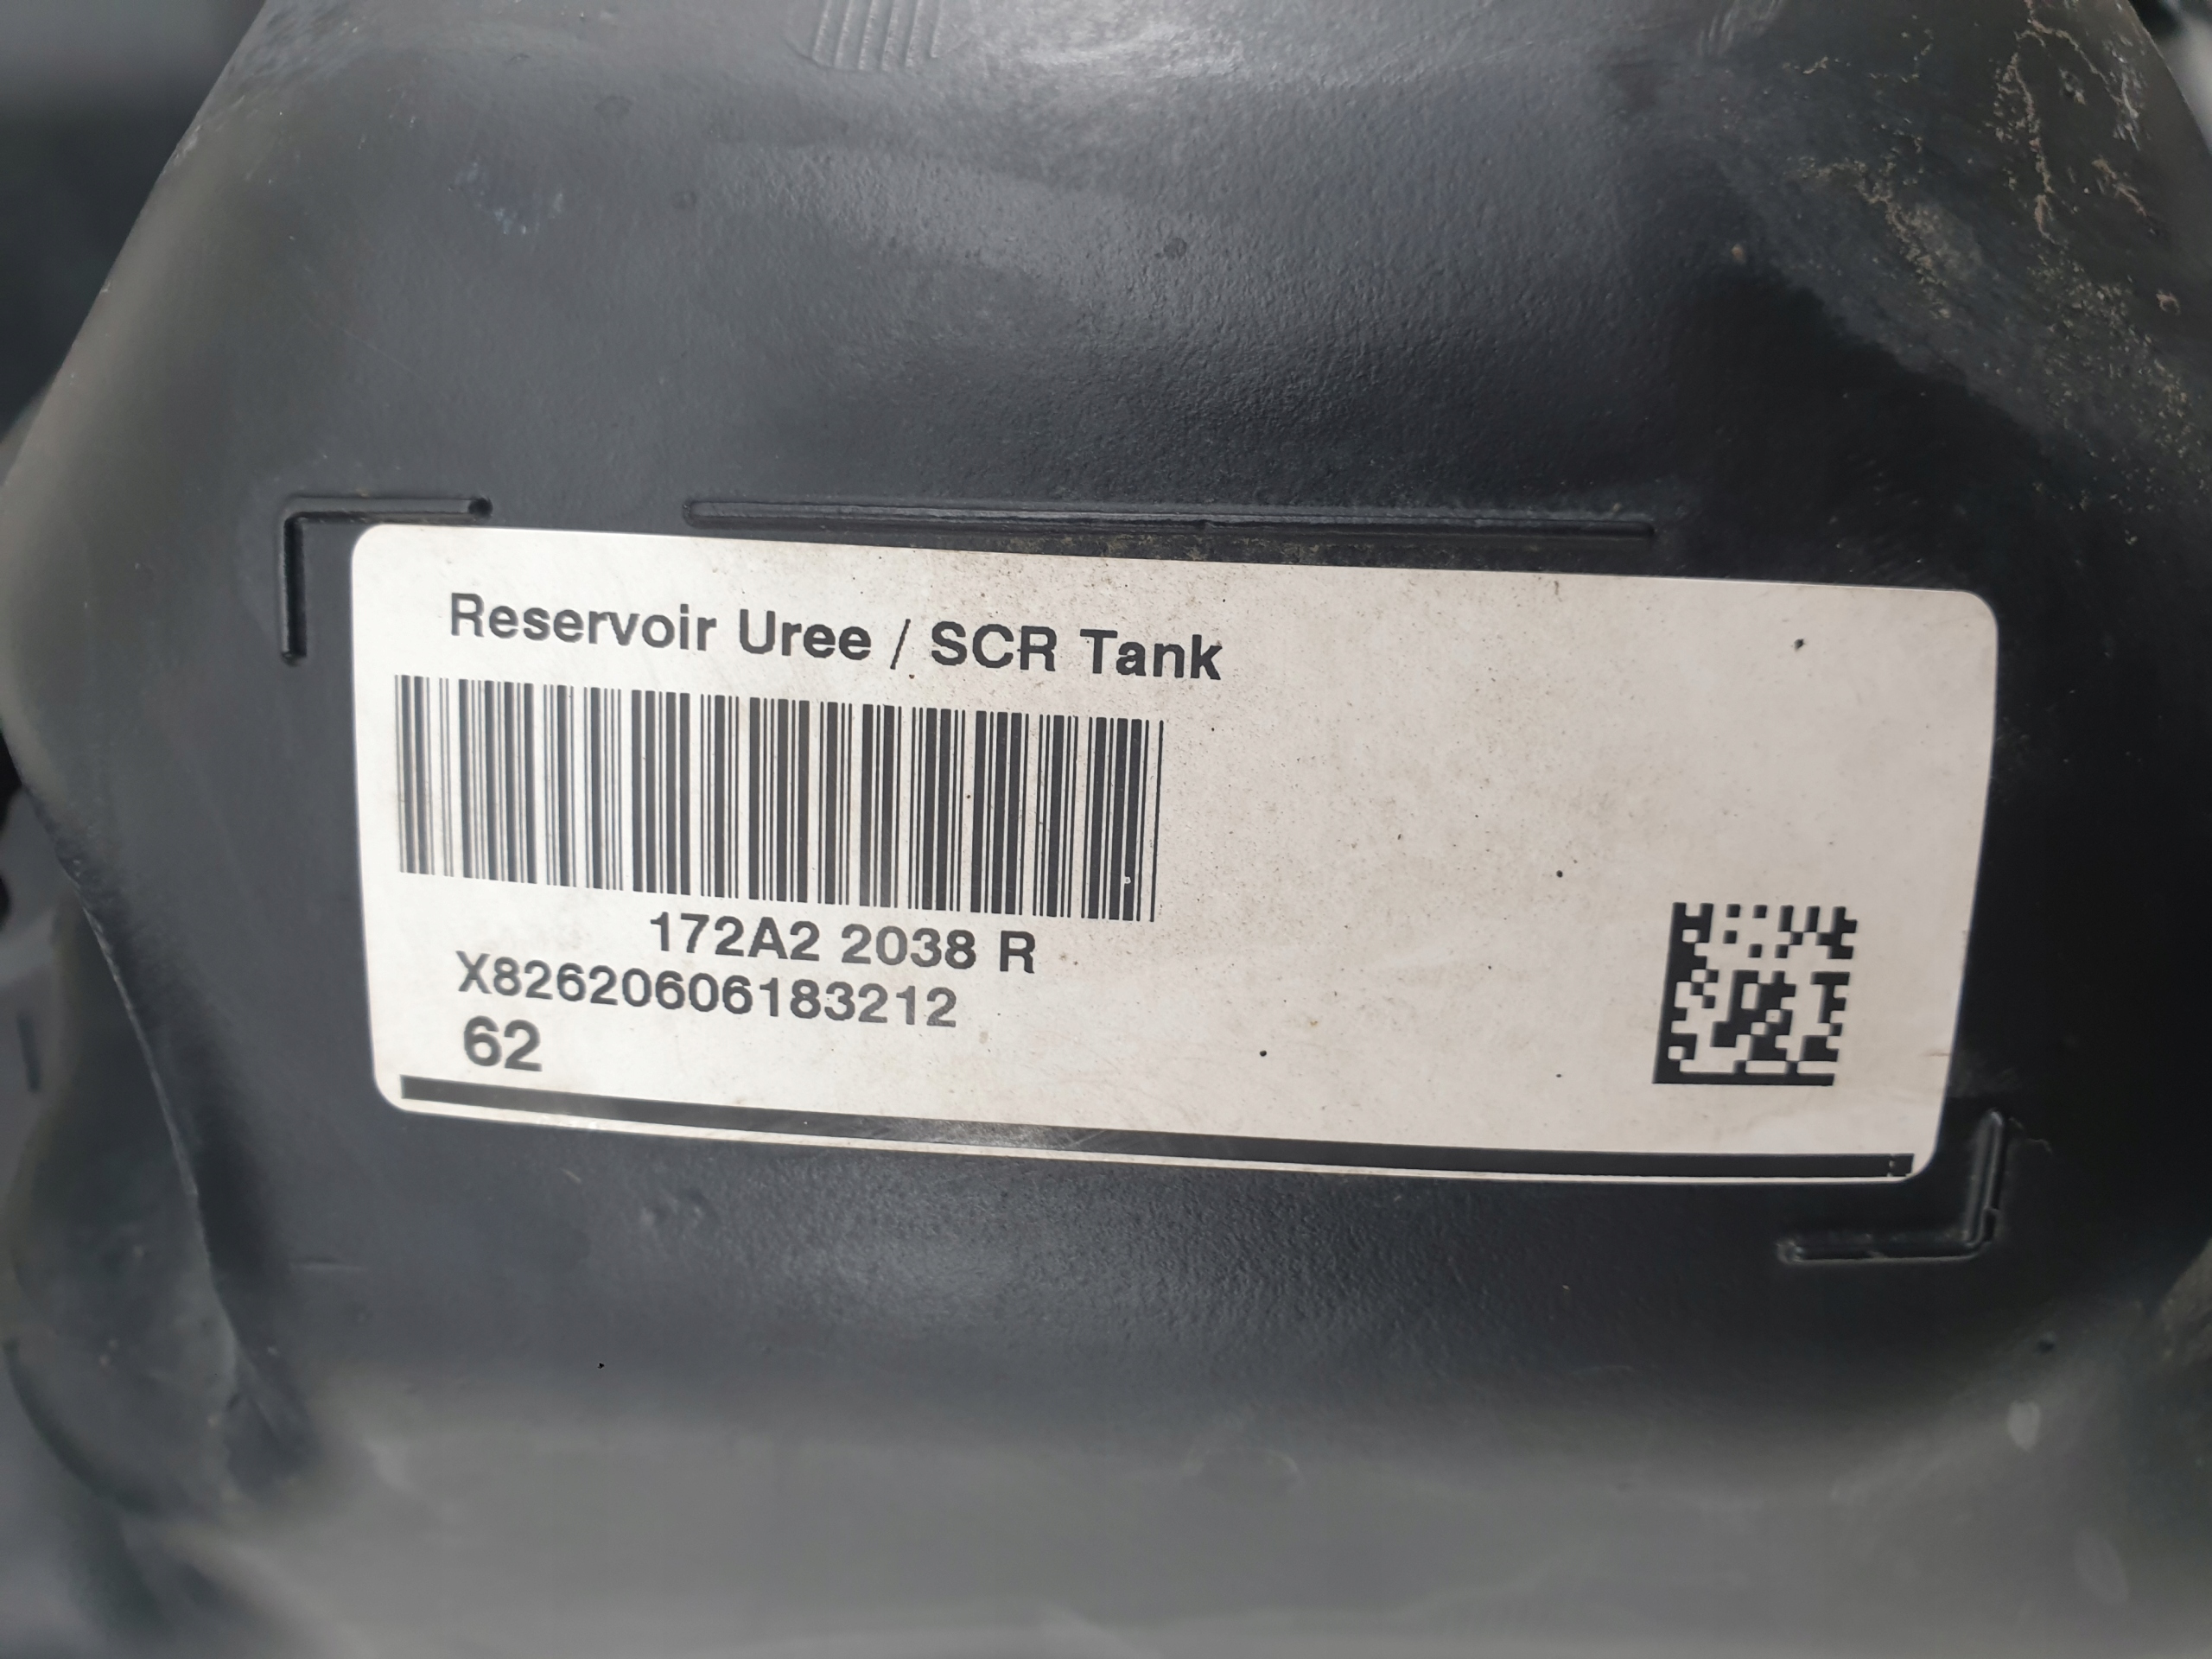 Reservoir Uree / SCR Tank
172A2 2038 R
X82620606183212
62